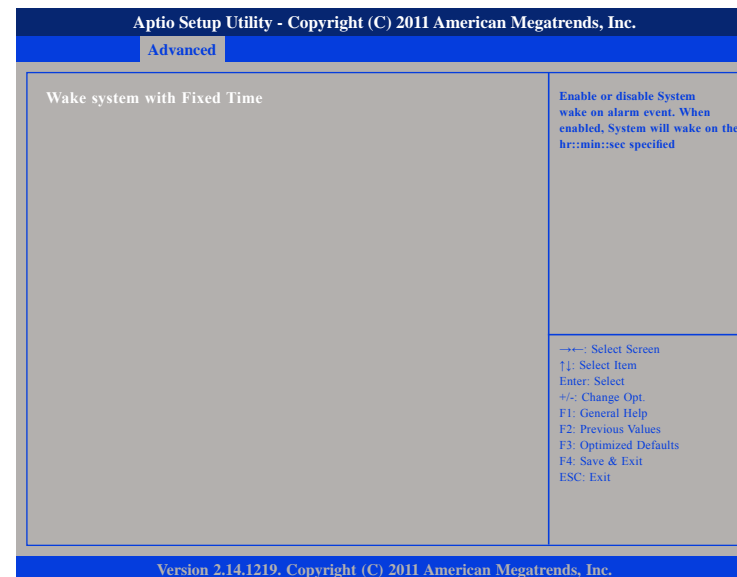 Aptio Setup Utility - Copyright (C) 2011 American Megatrends, Inc.
Advanced
Wake system with Fixed Time
Enable or disable System
wake on alarm event. When
enabled, System will wake on the
hr::min::sec specified
→←: Select Screen
↑↓: Select Item
Enter: Select
+/-: Change Opt.
F1: General Help
F2: Previous Values
F3: Optimized Defaults
F4: Save & Exit
ESC: Exit
Version 2.14.1219. Copyright (C) 2011 American Megatrends, Inc.